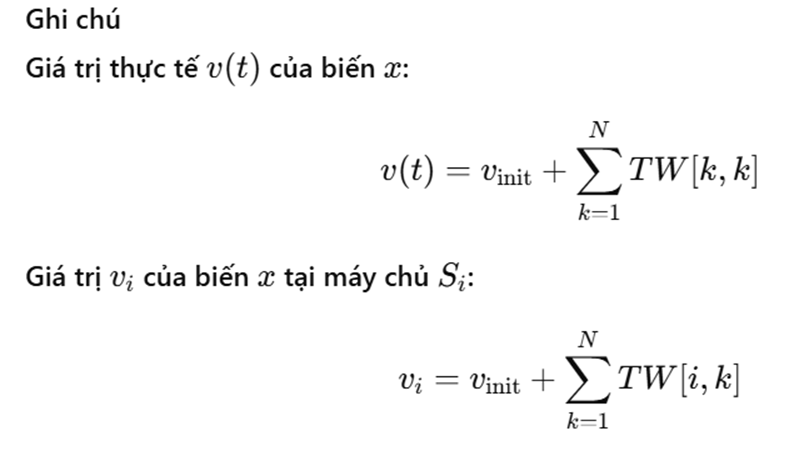 Ghi chú
Giá trị thực tế v(t) của biến x:
v(t) = v_init + ∑_{k=1}^{N} TW[k, k]
Giá trị v_i của biến x tại máy chủ S_i:
v_i = v_init + ∑_{k=1}^{N} TW[i, k]